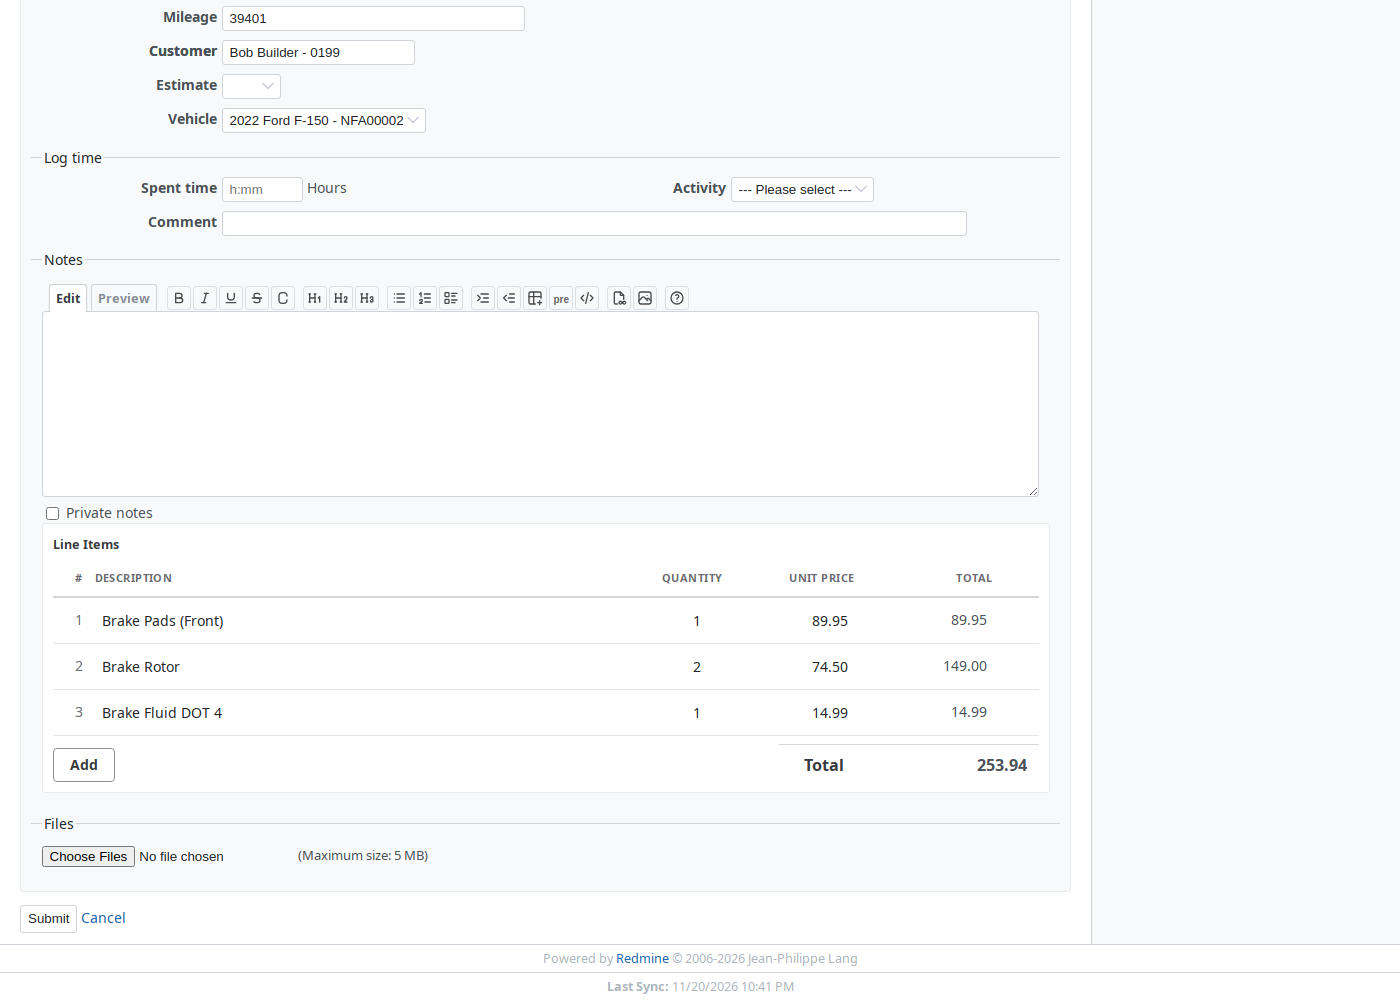 Mileage 39401
Customer Bob Builder - 0199
Estimate
Vehicle 2022 Ford F-150 - NFA00002
Log time
Spent time h:mm Hours Activity --- Please select ---
Comment
Notes
Edit Preview B I U S C H1 H2 H3 pre </> ?
Private notes
Line Items
# DESCRIPTION QUANTITY UNIT PRICE TOTAL
1 Brake Pads (Front) 1 89.95 89.95
2 Brake Rotor 2 74.50 149.00
3 Brake Fluid DOT 4 1 14.99 14.99
Add Total 253.94
Files
Choose Files No file chosen (Maximum size: 5 MB)
Submit Cancel
Powered by Redmine © 2006-2026 Jean-Philippe Lang
Last Sync: 11/20/2026 10:41 PM